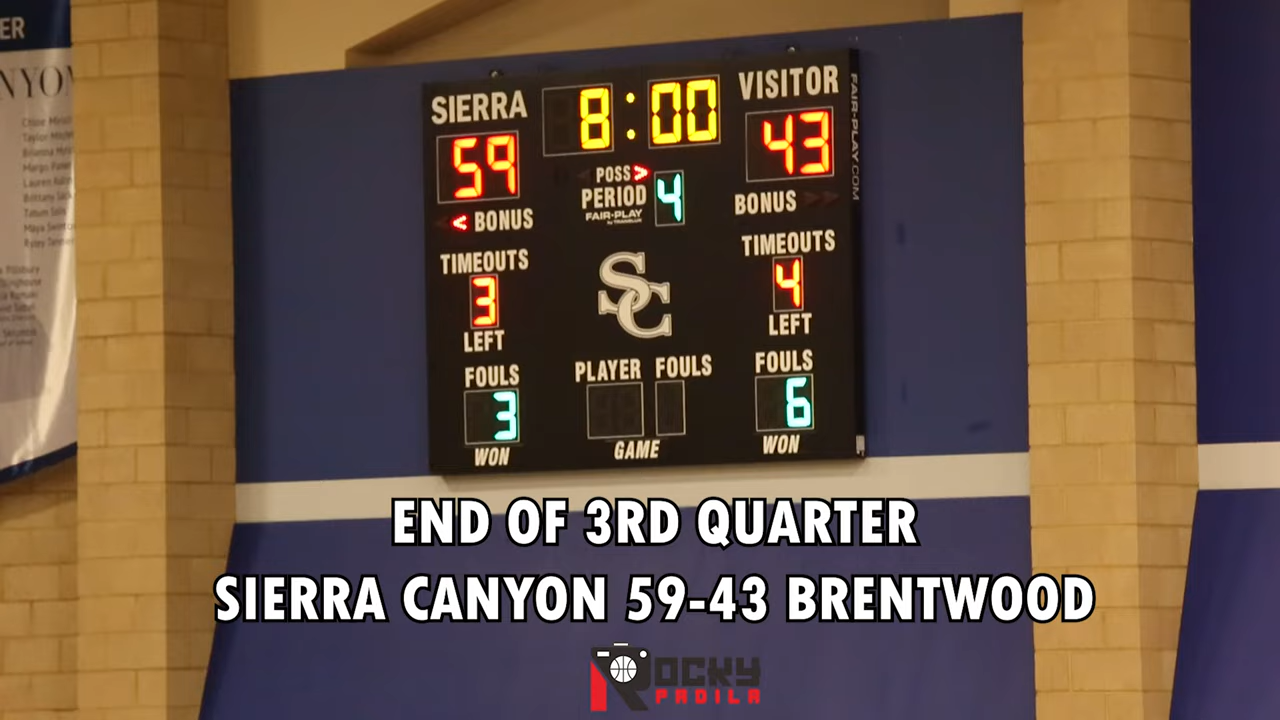 ER
NYON
SIERRA
8:00
VISITOR
59
43
FAIR-PLAY.COM
POSS >
PERIOD 4
FAIR-PLAY
< BONUS
BONUS
TIMEOUTS
TIMEOUTS
3
4
LEFT
LEFT
SC
FOULS
PLAYER FOULS
FOULS
3
6
WON
GAME
WON
END OF 3RD QUARTER
SIERRA CANYON 59-43 BRENTWOOD
ROCKY
PADILA